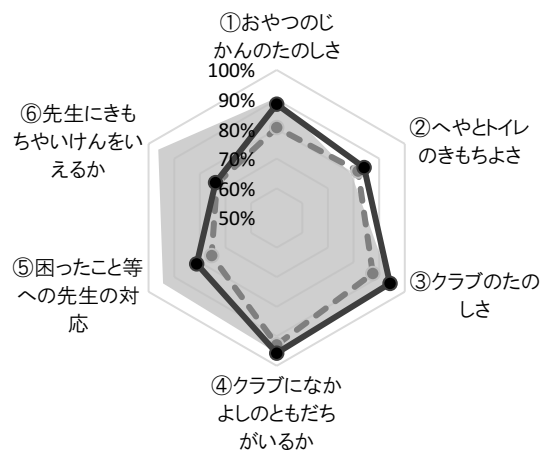 ①おやつのじ
かんのたのしさ
100%
90%
80%
70%
60%
50%
②へやとトイレ
のきもちよさ
③クラブのたの
しさ
④クラブになか
よしのともだち
がいるか
⑤困ったこと等
への先生の対
応
⑥先生にきも
ちやいけんをい
えるか